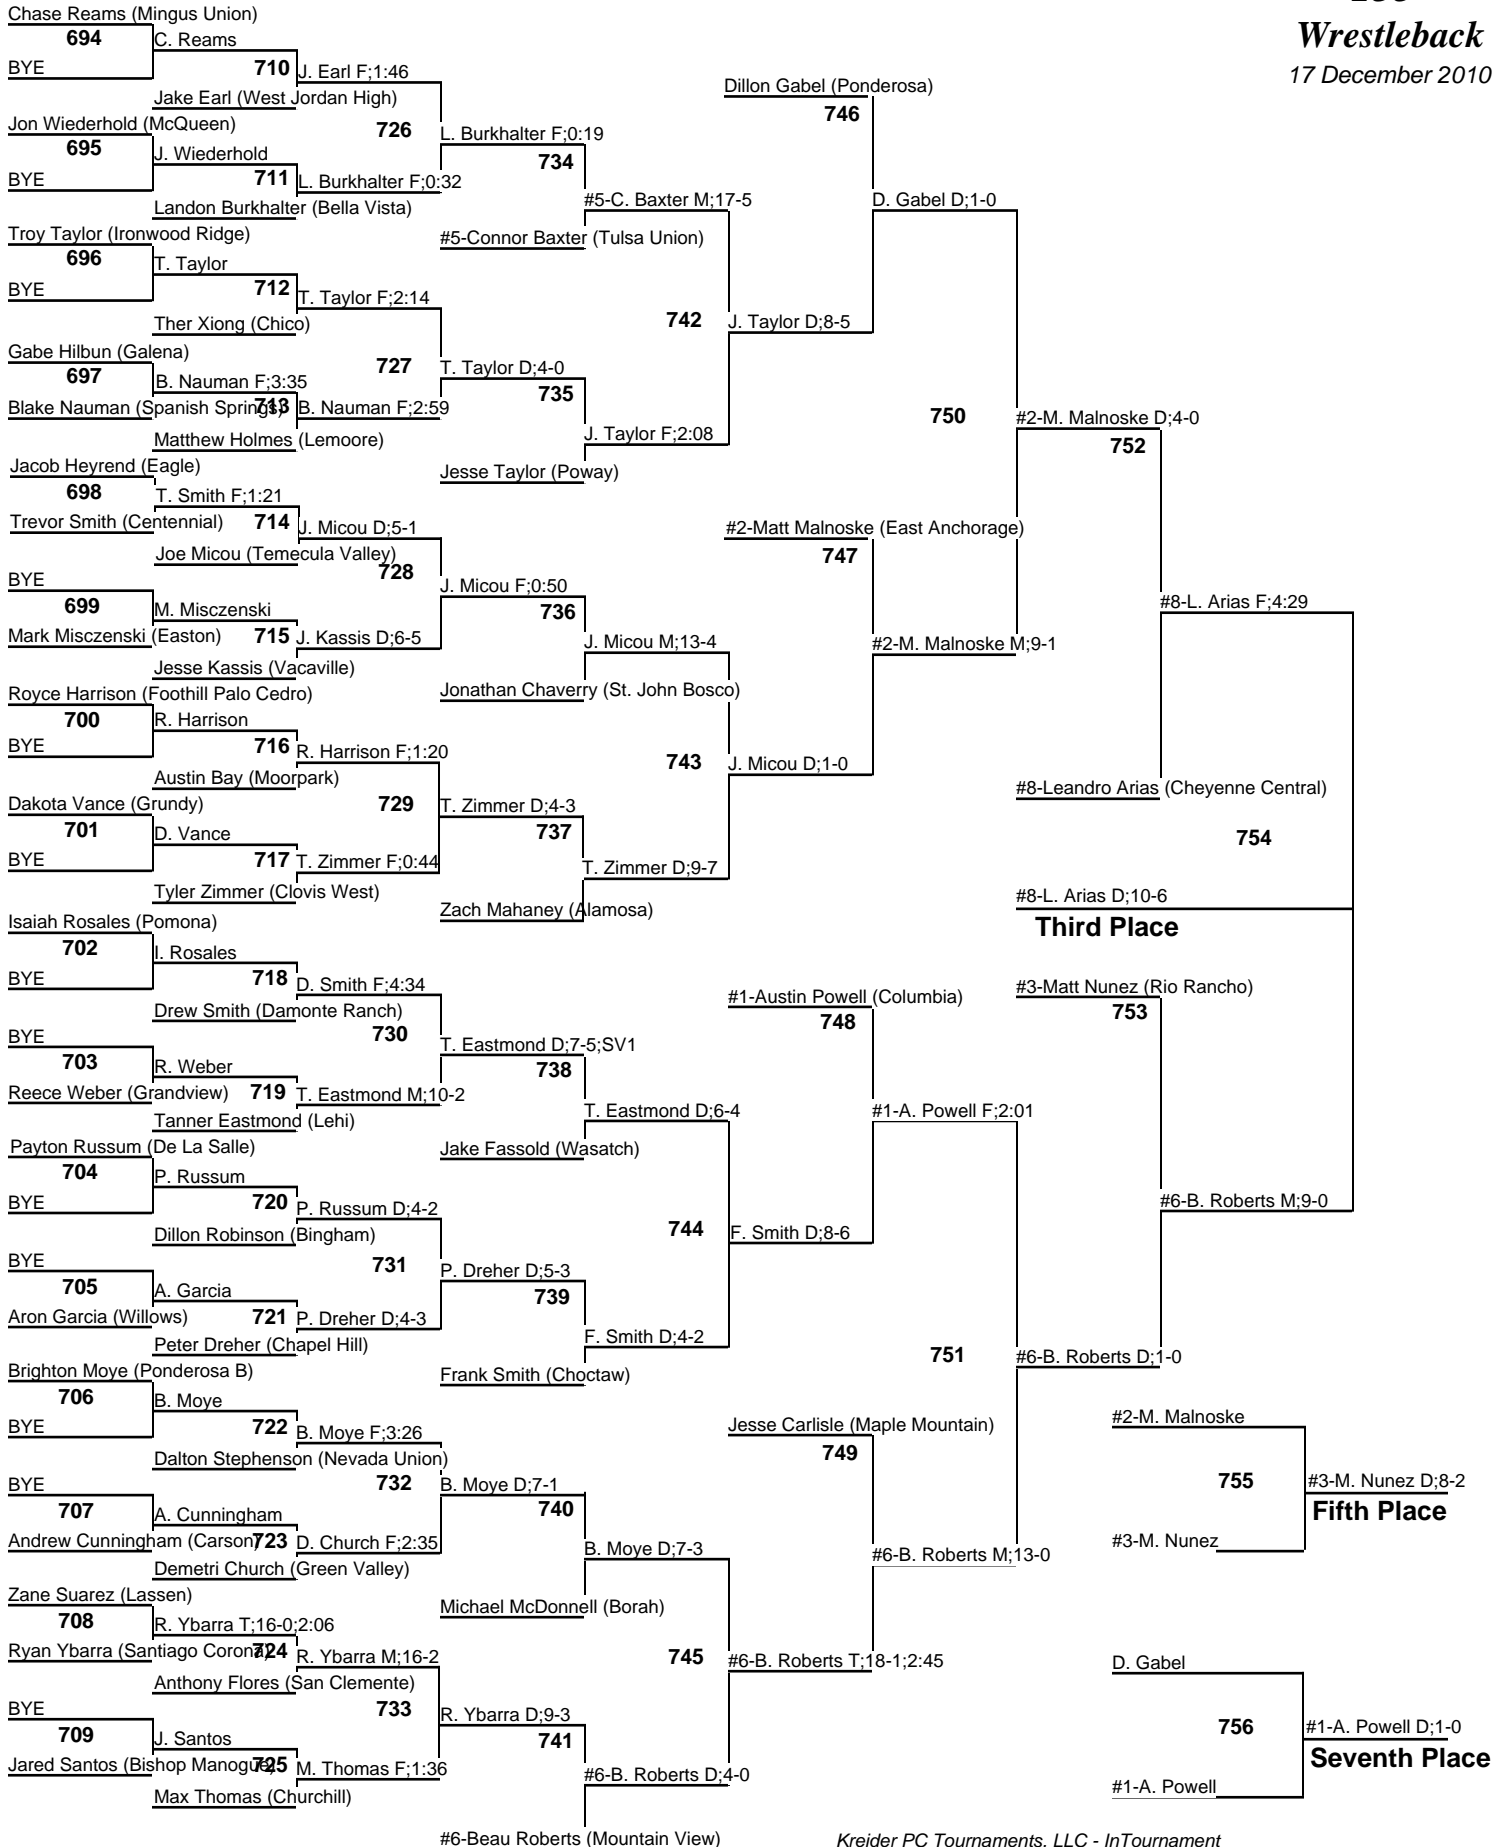 Wrestleback
17 December 2010
Chase Reams (Mingus Union)
694
C. Reams
BYE
710
J. Earl F;1:46
Jake Earl (West Jordan High)
Jon Wiederhold (McQueen)
726
695
J. Wiederhold
BYE
711
L. Burkhalter F;0:32
Landon Burkhalter (Bella Vista)
L. Burkhalter F;0:19
734
#5-C. Baxter M;17-5
#5-Connor Baxter (Tulsa Union)
Troy Taylor (Ironwood Ridge)
696
T. Taylor
BYE
712
T. Taylor F;2:14
Ther Xiong (Chico)
Gabe Hilbun (Galena)
727
697
B. Nauman F;3:35
Blake Nauman (Spanish Springs)
713
B. Nauman F;2:59
Matthew Holmes (Lemoore)
T. Taylor D;4-0
735
J. Taylor F;2:08
Jesse Taylor (Poway)
742
J. Taylor D;8-5
Dillon Gabel (Ponderosa)
746
D. Gabel D;1-0
Jacob Heyrend (Eagle)
698
T. Smith F;1:21
Trevor Smith (Centennial)
714
J. Micou D;5-1
Joe Micou (Temecula Valley)
728
BYE
699
M. Misczenski
Mark Misczenski (Easton)
715
J. Kassis D;6-5
Jesse Kassis (Vacaville)
J. Micou F;0:50
736
J. Micou M;13-4
Jonathan Chaverry (St. John Bosco)
Royce Harrison (Foothill Palo Cedro)
700
R. Harrison
BYE
716
R. Harrison F;1:20
Austin Bay (Moorpark)
Dakota Vance (Grundy)
729
701
D. Vance
BYE
717
T. Zimmer F;0:44
Tyler Zimmer (Clovis West)
T. Zimmer D;4-3
737
T. Zimmer D;9-7
Zach Mahaney (Alamosa)
743
J. Micou D;1-0
#2-Matt Malnoske (East Anchorage)
747
#2-M. Malnoske M;9-1
750
#2-M. Malnoske D;4-0
752
#8-L. Arias F;4:29
#8-Leandro Arias (Cheyenne Central)
754
#8-L. Arias D;10-6
Third Place
Isaiah Rosales (Pomona)
702
I. Rosales
BYE
718
D. Smith F;4:34
Drew Smith (Damonte Ranch)
730
BYE
703
R. Weber
Reece Weber (Grandview)
719
T. Eastmond M;10-2
Tanner Eastmond (Lehi)
T. Eastmond D;7-5;SV1
738
T. Eastmond D;6-4
Jake Fassold (Wasatch)
Payton Russum (De La Salle)
704
P. Russum
BYE
720
P. Russum D;4-2
Dillon Robinson (Bingham)
731
BYE
705
A. Garcia
Aron Garcia (Willows)
721
P. Dreher D;4-3
Peter Dreher (Chapel Hill)
P. Dreher D;5-3
739
F. Smith D;4-2
Frank Smith (Choctaw)
744
F. Smith D;8-6
#1-Austin Powell (Columbia)
748
#1-A. Powell F;2:01
Brighton Moye (Ponderosa B)
706
B. Moye
BYE
722
B. Moye F;3:26
Dalton Stephenson (Nevada Union)
732
BYE
707
A. Cunningham
Andrew Cunningham (Carson)
723
D. Church F;2:35
Demetri Church (Green Valley)
B. Moye D;7-1
740
B. Moye D;7-3
Michael McDonnell (Borah)
Zane Suarez (Lassen)
708
R. Ybarra T;16-0;2:06
Ryan Ybarra (Santiago Corona)
724
R. Ybarra M;16-2
Anthony Flores (San Clemente)
733
BYE
709
J. Santos
Jared Santos (Bishop Manogue)
725
M. Thomas F;1:36
Max Thomas (Churchill)
R. Ybarra D;9-3
741
#6-B. Roberts D;4-0
#6-Beau Roberts (Mountain View)
745
#6-B. Roberts T;18-1;2:45
Jesse Carlisle (Maple Mountain)
749
#6-B. Roberts M;13-0
751
#6-B. Roberts D;1-0
#3-Matt Nunez (Rio Rancho)
753
#6-B. Roberts M;9-0
#2-M. Malnoske
755
#3-M. Nunez D;8-2
Fifth Place
#3-M. Nunez
D. Gabel
756
#1-A. Powell D;1-0
Seventh Place
#1-A. Powell
Kreider PC Tournaments, LLC - InTournament